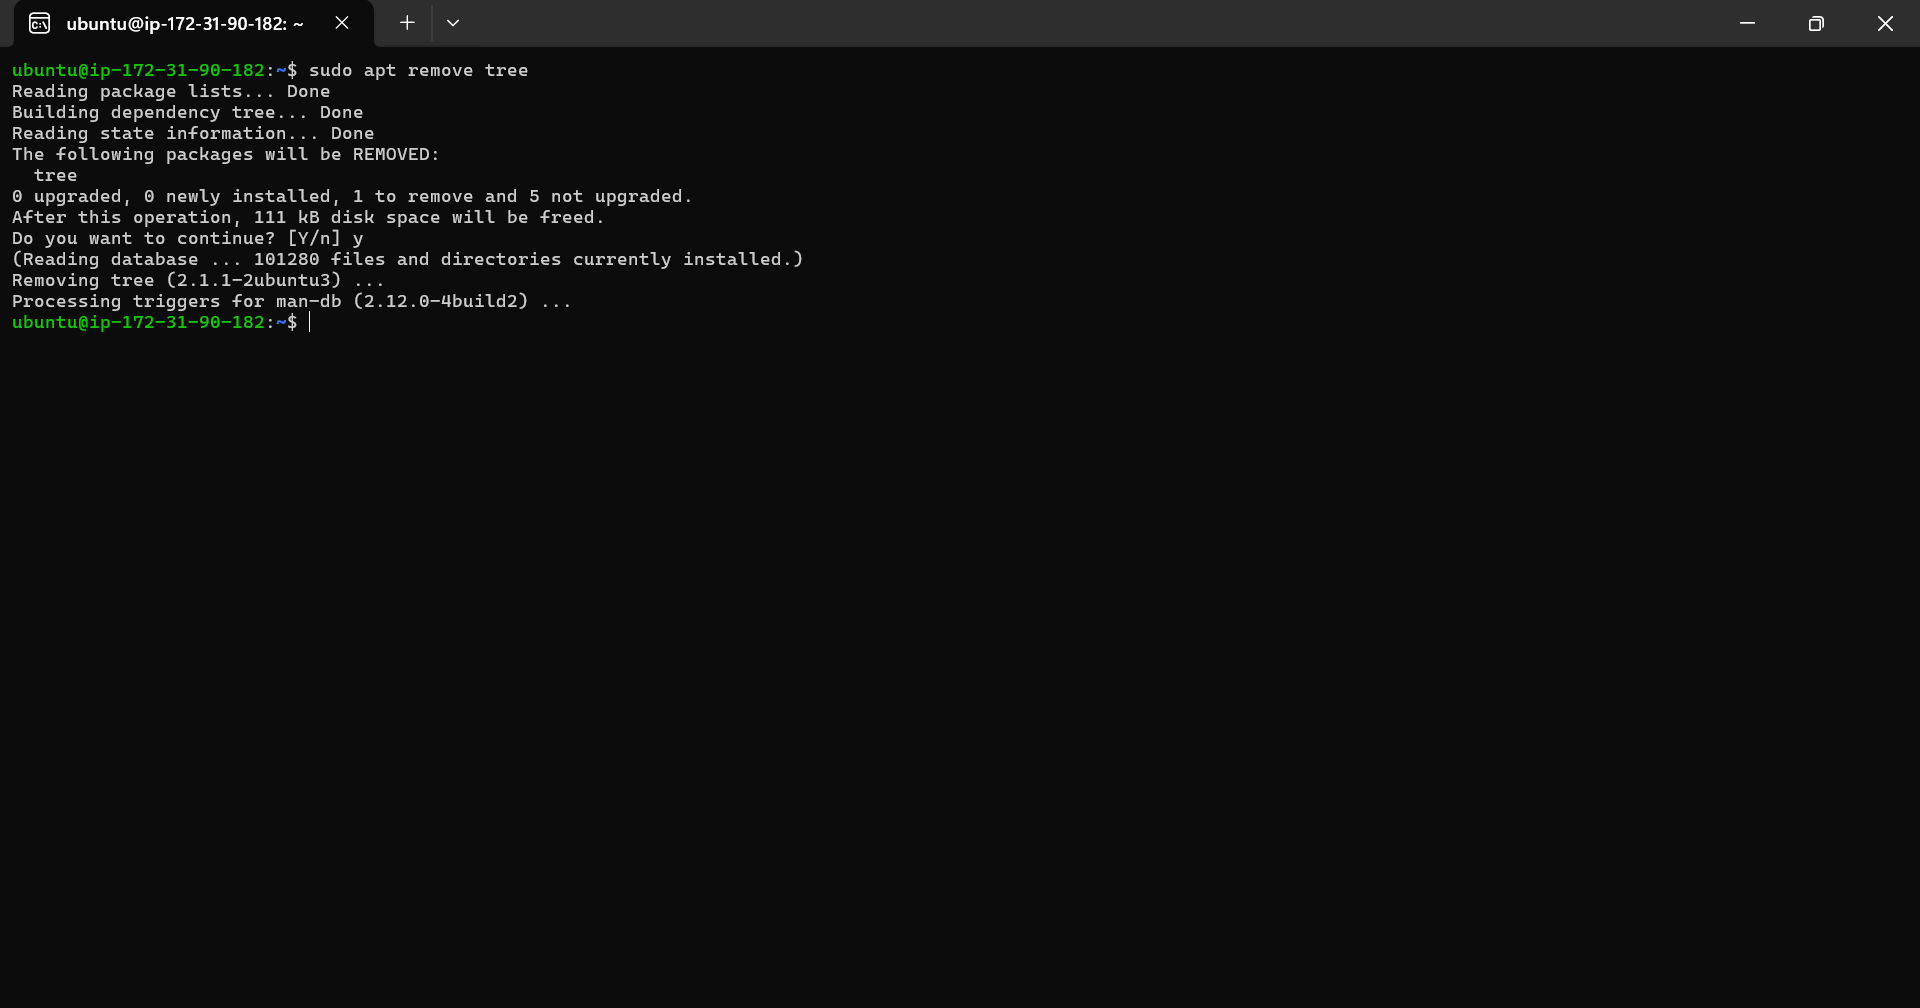 ubuntu@ip-172-31-90-182: ~
ubuntu@ip-172-31-90-182:~$ sudo apt remove tree
Reading package lists... Done
Building dependency tree... Done
Reading state information... Done
The following packages will be REMOVED:
  tree
0 upgraded, 0 newly installed, 1 to remove and 5 not upgraded.
After this operation, 111 kB disk space will be freed.
Do you want to continue? [Y/n] y
(Reading database ... 101280 files and directories currently installed.)
Removing tree (2.1.1-2ubuntu3) ...
Processing triggers for man-db (2.12.0-4build2) ...
ubuntu@ip-172-31-90-182:~$